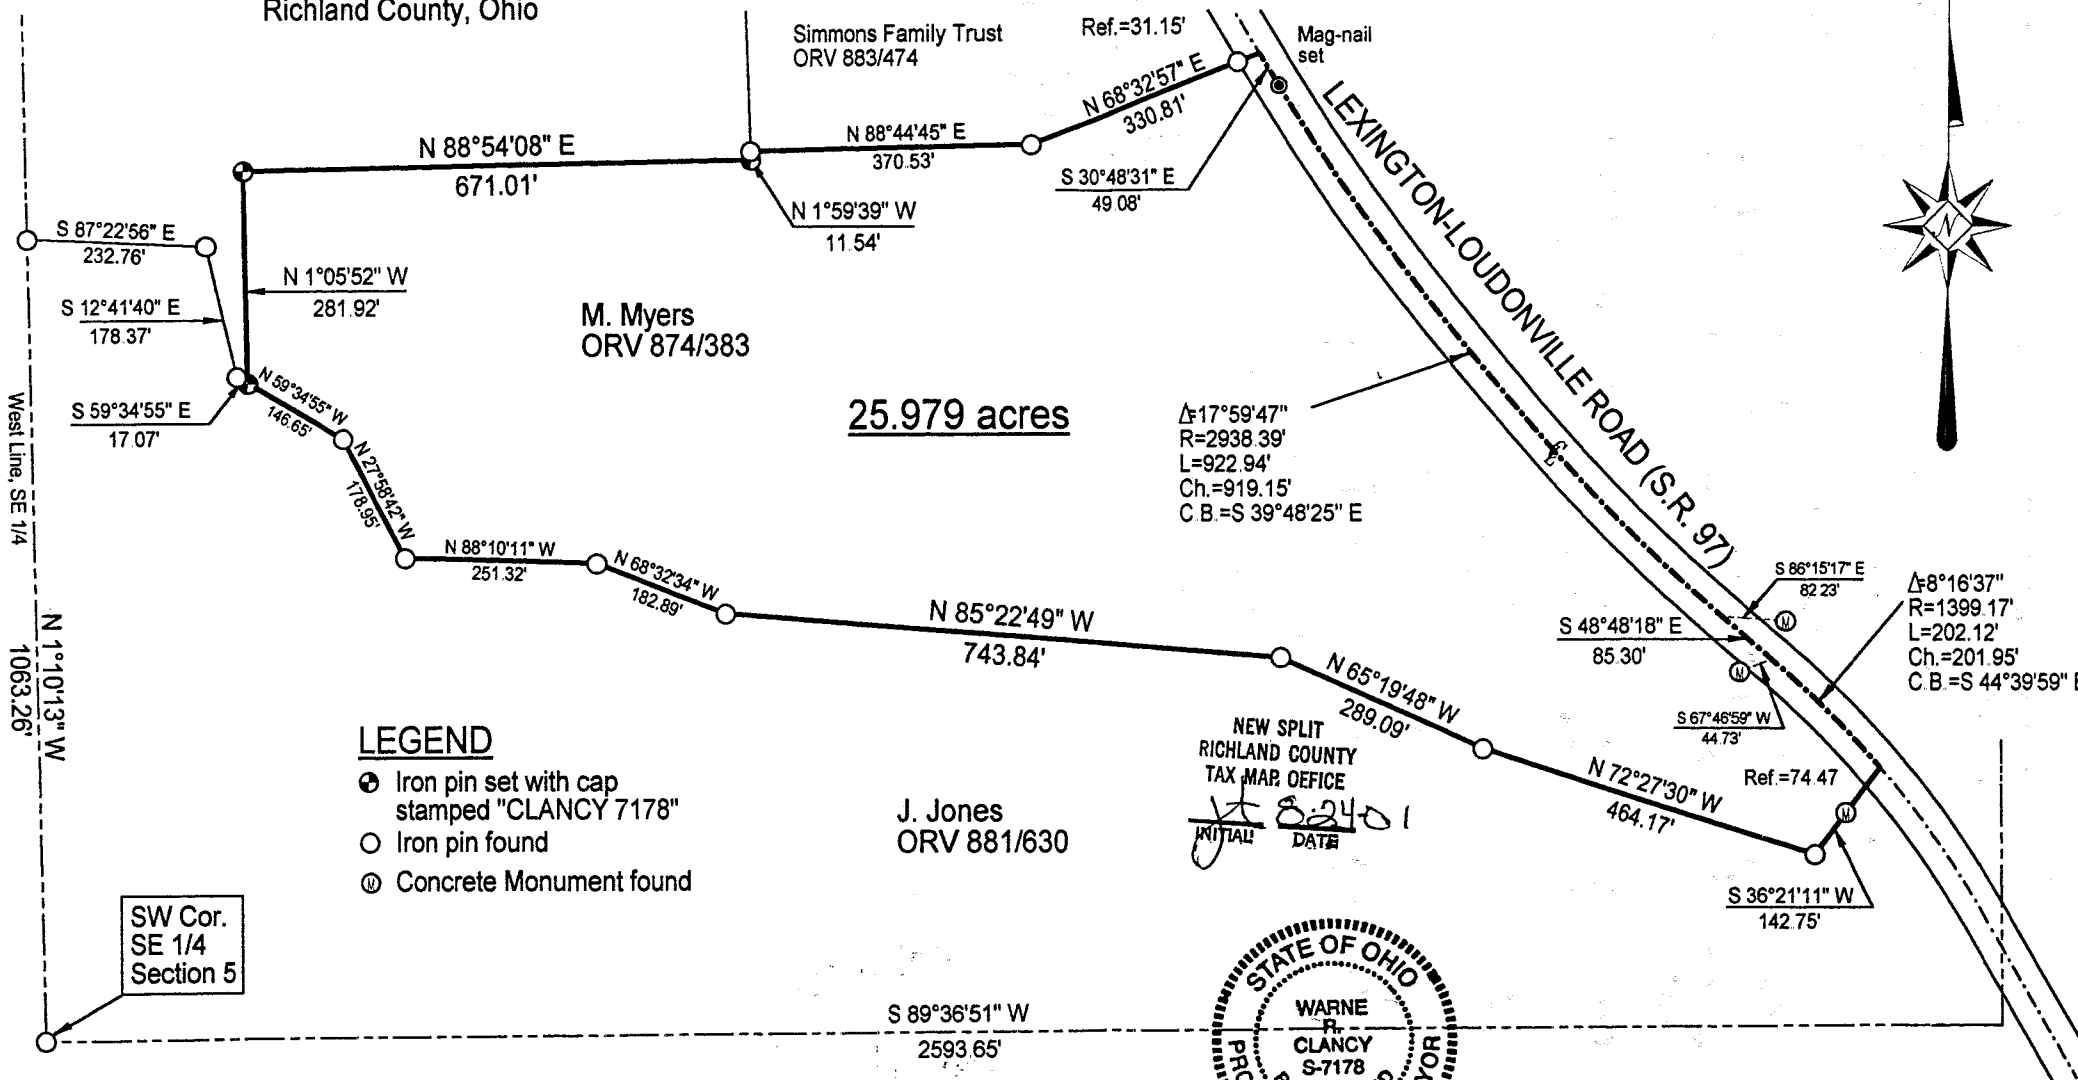 Richland County, Ohio
Simmons Family Trust
ORV 883/474
Ref.=31.15'
Mag-nail
set
N 68°32'57" E
330.81'
N 88°54'08" E
671.01'
N 88°44'45" E
370.53'
S 30°48'31" E
49.08'
N 1°59'39" W
11.54'
LEXINGTON-LOUDONVILLE ROAD (S.R. 97)
N
S 87°22'56" E
232.76'
N 1°05'52" W
281.92'
S 12°41'40" E
178.37'
M. Myers
ORV 874/383
S 59°34'55" E
17.07'
N 59°34'55" W
146.65'
25.979 acres
Δ=17°59'47"
R=2938.39'
L=922.94'
Ch.=919.15'
C.B.=S 39°48'25" E
West Line, SE 1/4
N 27°58'42" W
178.95'
N 88°10'11" W
251.32'
N 68°32'34" W
182.89'
N 85°22'49" W
743.84'
S 86°15'17" E
82.23'
S 48°48'18" E
85.30'
M
M
Δ=8°16'37"
R=1399.17'
L=202.12'
Ch.=201.95'
C.B.=S 44°39'59" E
N 1°10'13" W
1063.26'
N 65°19'48" W
289.09'
S 67°46'59" W
44.73'
N 72°27'30" W
464.17'
Ref.=74.47
M
S 36°21'11" W
142.75'
LEGEND
Iron pin set with cap
stamped "CLANCY 7178"
Iron pin found
M Concrete Monument found
J. Jones
ORV 881/630
NEW SPLIT
RICHLAND COUNTY
TAX MAP OFFICE
8-24-01
INITIAL DATE
SW Cor.
SE 1/4
Section 5
S 89°36'51" W
2593.65'
STATE OF OHIO
WARNE
R.
CLANCY
S-7178